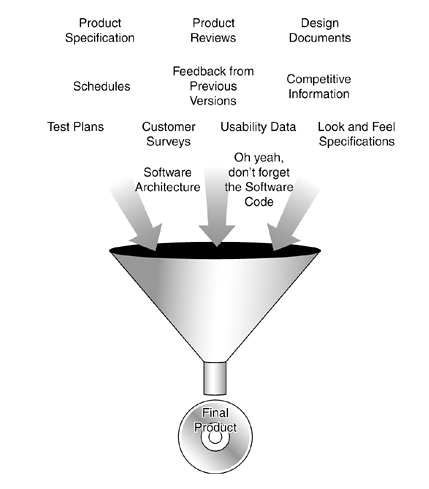 Product
Specification
Product
Reviews
Design
Documents
Schedules
Feedback from
Previous
Versions
Competitive
Information
Test Plans
Customer
Surveys
Usability Data
Look and Feel
Specifications
Software
Architecture
Oh yeah,
don't forget
the Software
Code
Final
Product